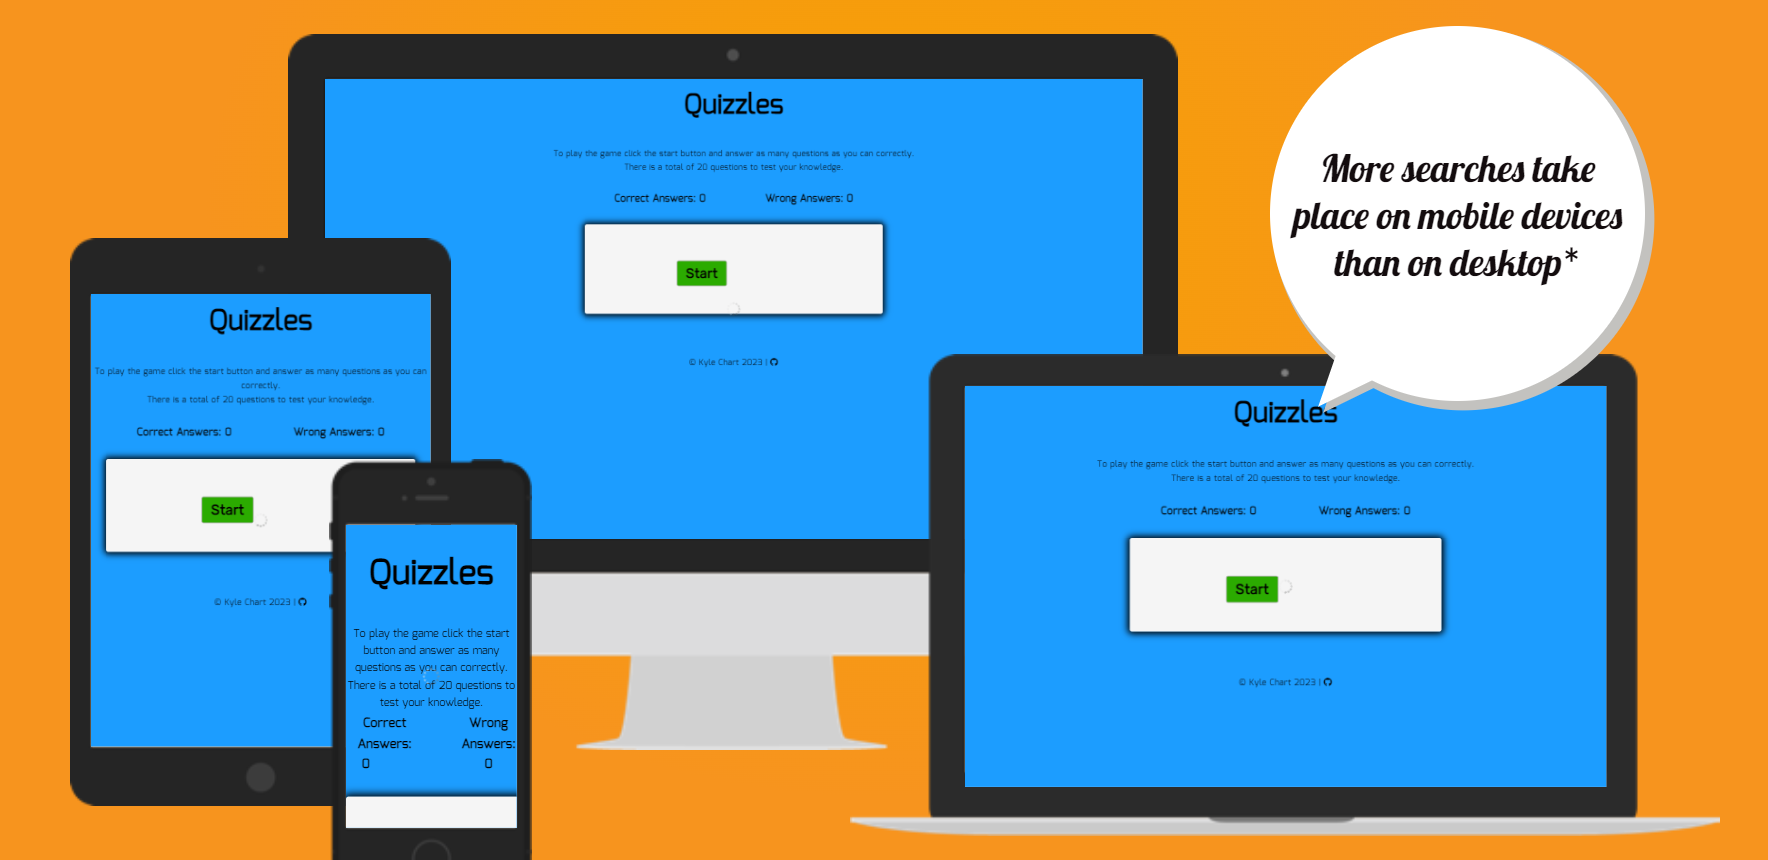 Quizzles
To play the game click the start button and answer as many questions as you can correctly.
There is a total of 20 questions to test your knowledge.
Correct Answers: 0 Wrong Answers: 0
Start
© Kyle Chart 2023 |
More searches take
place on mobile devices
than on desktop*
Quizzles
To play the game click the start button and answer as many questions as you can
correctly.
There is a total of 20 questions to test your knowledge.
Correct Answers: 0 Wrong Answers: 0
Start
© Kyle Chart 2023 |
Quizzles
To play the game click the start
button and answer as many
questions as you can correctly.
There is a total of 20 questions to
test your knowledge.
Correct Wrong
Answers: Answers:
0 0
Quizzles
To play the game click the start button and answer as many questions as you can correctly.
There is a total of 20 questions to test your knowledge.
Correct Answers: 0 Wrong Answers: 0
Start
© Kyle Chart 2023 |